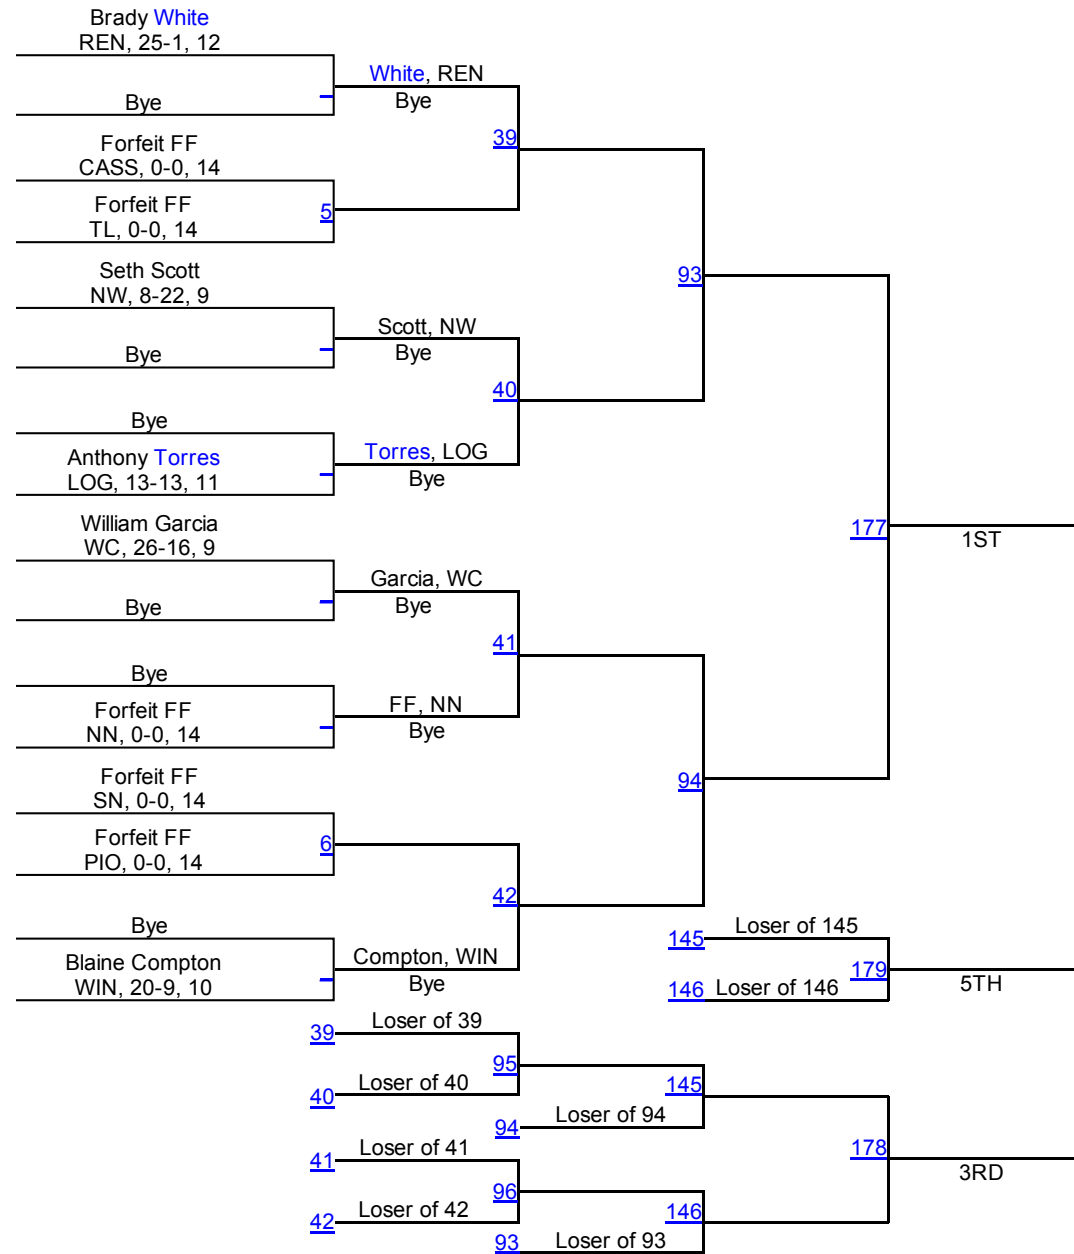 Brady White
REN, 25-1, 12
White, REN
Bye
Bye
39
Forfeit FF
CASS, 0-0, 14
Forfeit FF
5
TL, 0-0, 14
Seth Scott
93
NW, 8-22, 9
Scott, NW
Bye
Bye
40
Bye
Torres, LOG
Anthony Torres
LOG, 13-13, 11
Bye
William Garcia
177
1ST
WC, 26-16, 9
Garcia, WC
Bye
Bye
41
Bye
FF, NN
Forfeit FF
NN, 0-0, 14
Bye
Forfeit FF
94
SN, 0-0, 14
Forfeit FF
6
PIO, 0-0, 14
42
Bye
Loser of 145
145
Compton, WIN
Blaine Compton
179
WIN, 20-9, 10
Bye
146
Loser of 146
5TH
39
Loser of 39
95
40
Loser of 40
145
94
Loser of 94
41
Loser of 41
178
3RD
96
42
Loser of 42
146
93
Loser of 93